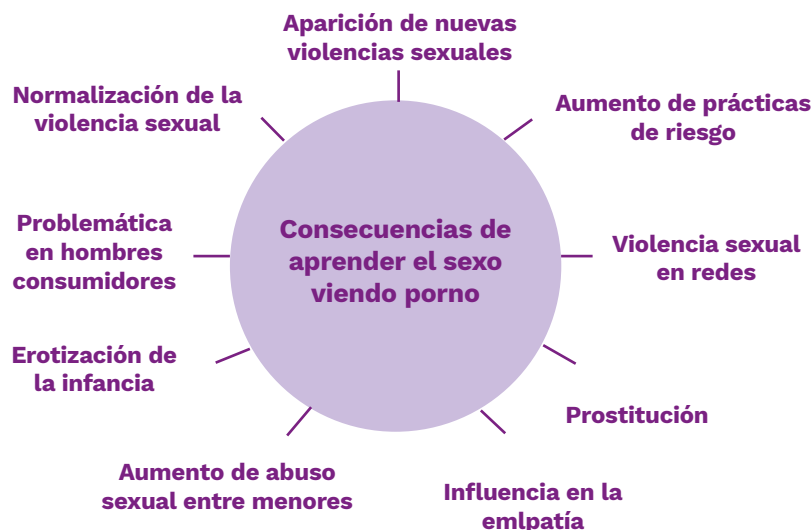 Aparición de nuevas
violencias sexuales
Normalización de la
violencia sexual
Aumento de prácticas
de riesgo
Problemática
en hombres
consumidores
Consecuencias de
aprender el sexo
viendo porno
Violencia sexual
en redes
Erotización de
la infancia
Prostitución
Aumento de abuso
sexual entre menores
Influencia en la
emlpatía